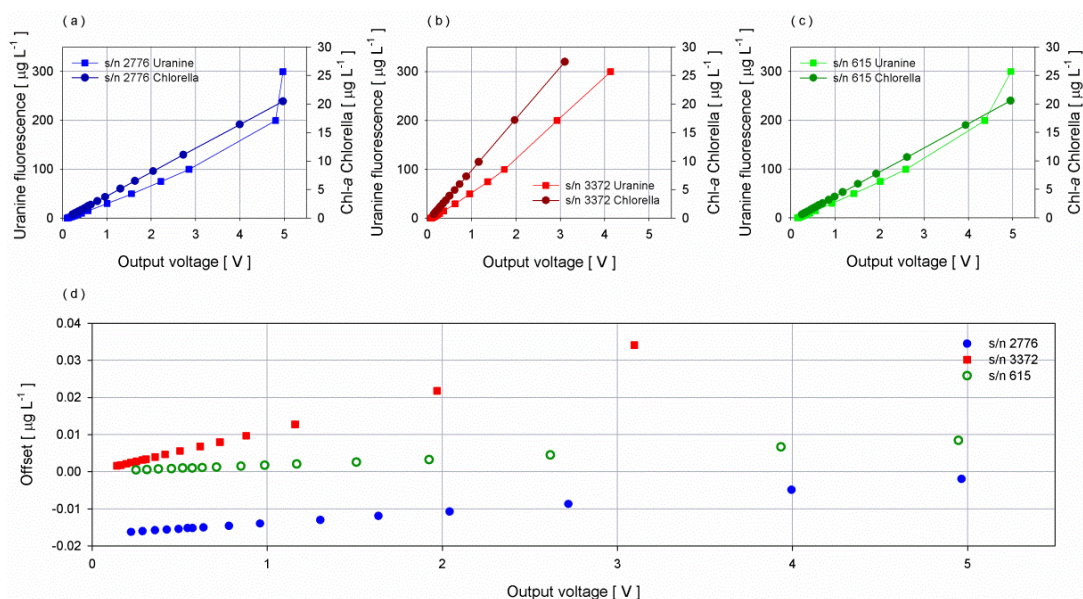 ( a )
( b )
( c )
Uranine fluorescence [ µg L⁻¹ ]
300
200
100
0
s/n 2776 Uranine
s/n 2776 Chlorella
30
25
20
15
10
5
0
Chl-a Chlorella [ µg L⁻¹ ]
0 1 2 3 4 5
Output voltage [ V ]
Uranine fluorescence [ µg L⁻¹ ]
300
200
100
0
s/n 3372 Uranine
s/n 3372 Chlorella
30
25
20
15
10
5
0
Chl-a Chlorella [ µg L⁻¹ ]
0 1 2 3 4 5
Output voltage [ V ]
Uranine fluorescence [ µg L⁻¹ ]
300
200
100
0
s/n 615 Uranine
s/n 615 Chlorella
30
25
20
15
10
5
0
Chl-a Chlorella [ µg L⁻¹ ]
0 1 2 3 4 5
Output voltage [ V ]
( d )
Offset [ µg L⁻¹ ]
0.04
0.03
0.02
0.01
0.00
-0.01
-0.02
s/n 2776
s/n 3372
s/n 615
0 1 2 3 4 5
Output voltage [ V ]